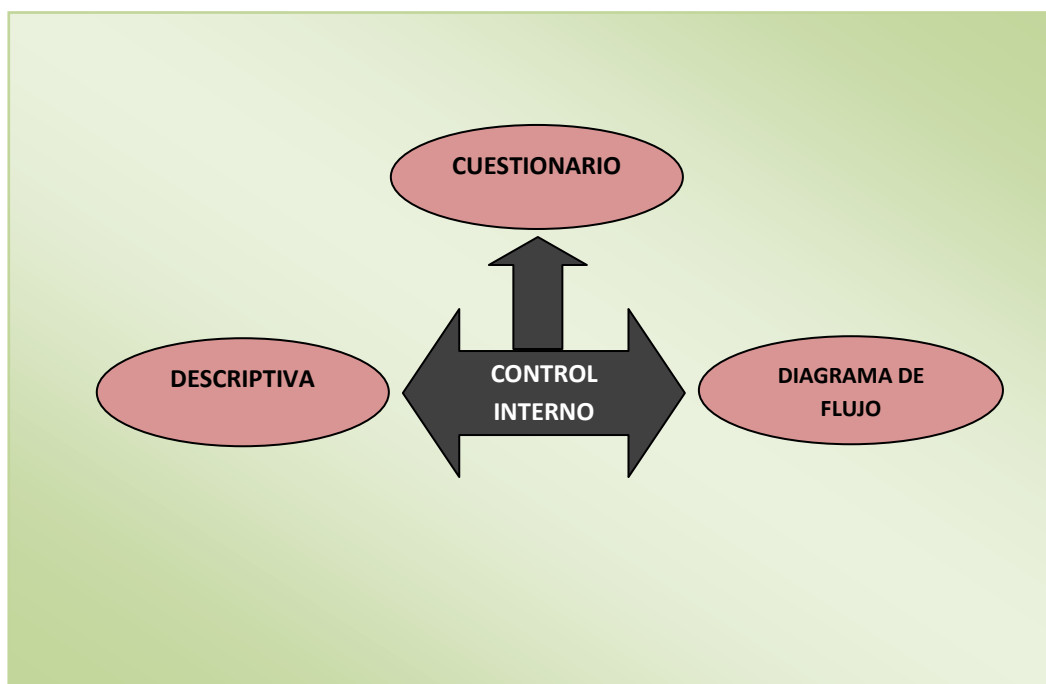 CUESTIONARIO
DESCRIPTIVA
CONTROL
INTERNO
DIAGRAMA DE
FLUJO